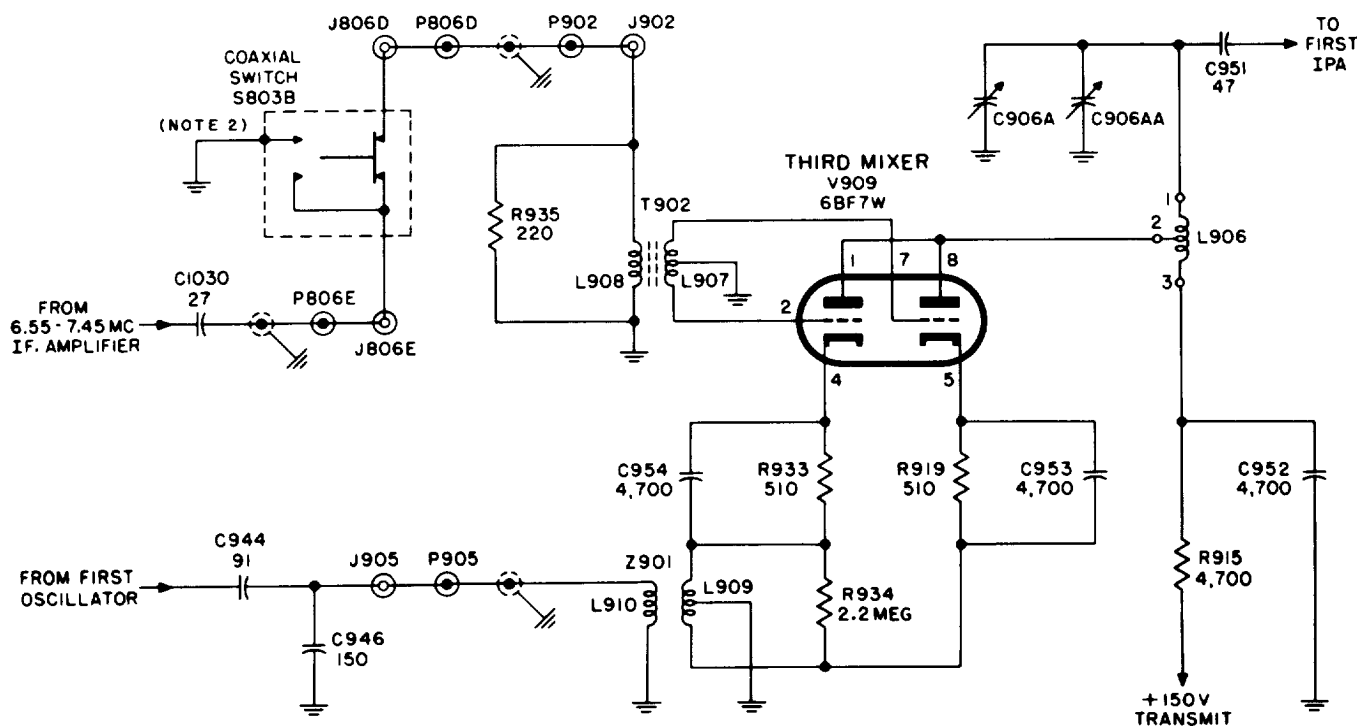 J806D
P806D
P902
J902
TO
FIRST
IPA
COAXIAL
SWITCH
S803B
(NOTE 2)
C951
47
C906A
C906AA
THIRD MIXER
V909
6BF7W
R935
220
T902
L908
L907
1
7
8
2
4
5
1
2
3
L906
C1030
27
P806E
J806E
FROM
6.55-7.45 MC
I.F. AMPLIFIER
C954
4,700
R933
510
R919
510
C953
4,700
C952
4,700
C944
91
J905
P905
Z901
L910
L909
R934
2.2 MEG
R915
4,700
FROM FIRST
OSCILLATOR
C946
150
+150V
TRANSMIT